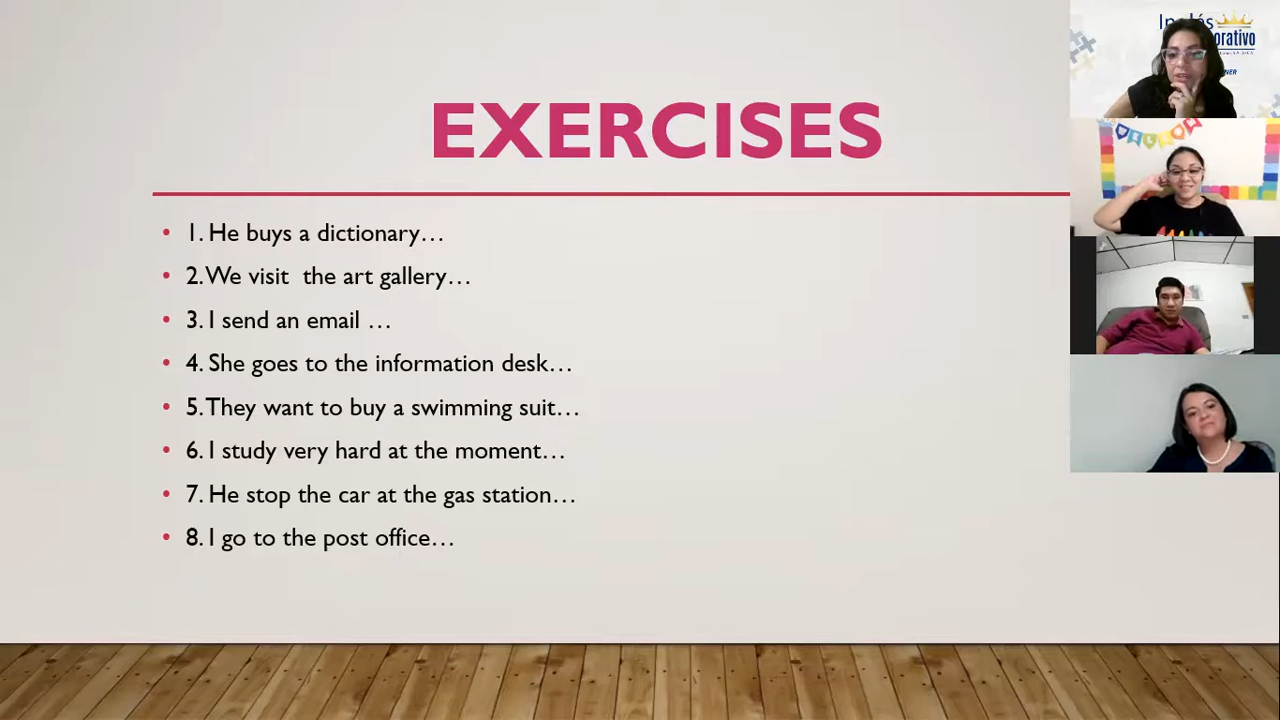 EXERCISES
• 1. He buys a dictionary…
• 2. We visit  the art gallery…
• 3. I send an email …
• 4. She goes to the information desk…
• 5. They want to buy a swimming suit…
• 6. I study very hard at the moment…
• 7. He stop the car at the gas station…
• 8. I go to the post office…